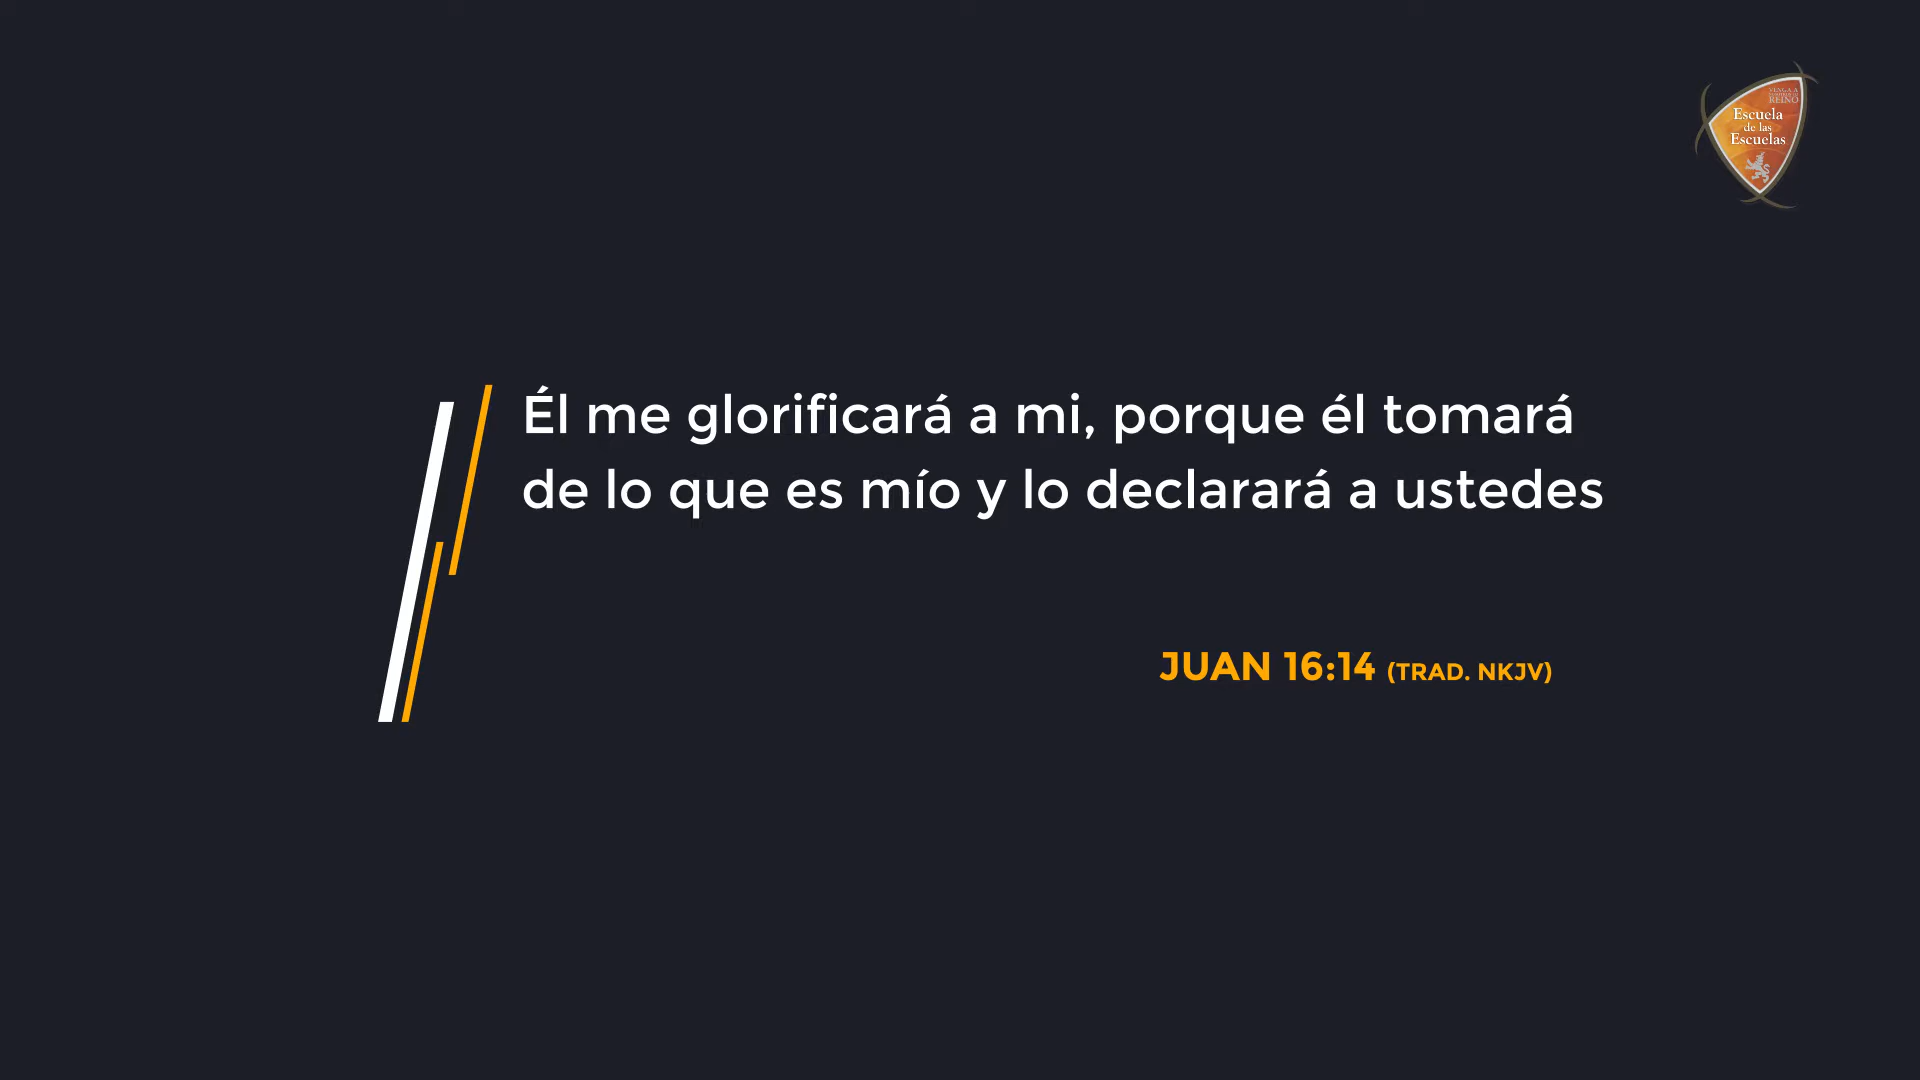 REINO
Escuela
de las
Escuelas
Él me glorificará a mi, porque él tomará
de lo que es mío y lo declarará a ustedes
JUAN 16:14 (TRAD. NKJV)